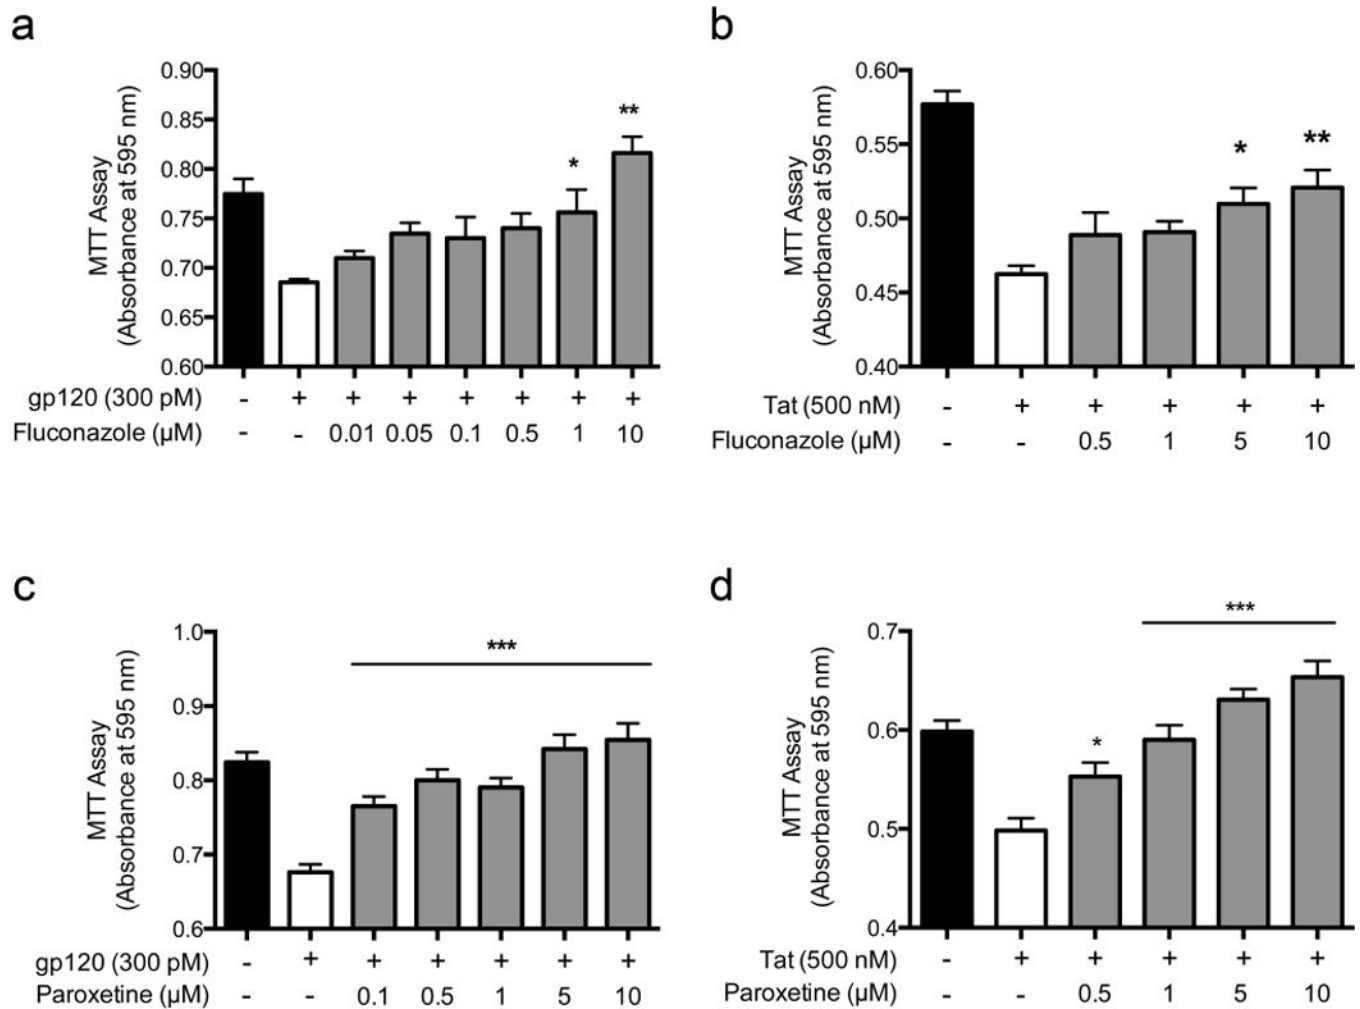 a
MTT Assay
(Absorbance at 595 nm)
0.90
0.85
0.80
0.75
0.70
0.65
0.60
*
**
gp120 (300 pM) - + + + + + + +
Fluconazole (µM) - - 0.01 0.05 0.1 0.5 1 10
b
MTT Assay
(Absorbance at 595 nm)
0.60
0.55
0.50
0.45
0.40
*
**
Tat (500 nM) - + + + + +
Fluconazole (µM) - - 0.5 1 5 10
c
MTT Assay
(Absorbance at 595 nm)
1.0
0.9
0.8
0.7
0.6
***
gp120 (300 pM) - + + + + + +
Paroxetine (µM) - - 0.1 0.5 1 5 10
d
MTT Assay
(Absorbance at 595 nm)
0.7
0.6
0.5
0.4
*
***
Tat (500 nM) - + + + + +
Paroxetine (µM) - - 0.5 1 5 10